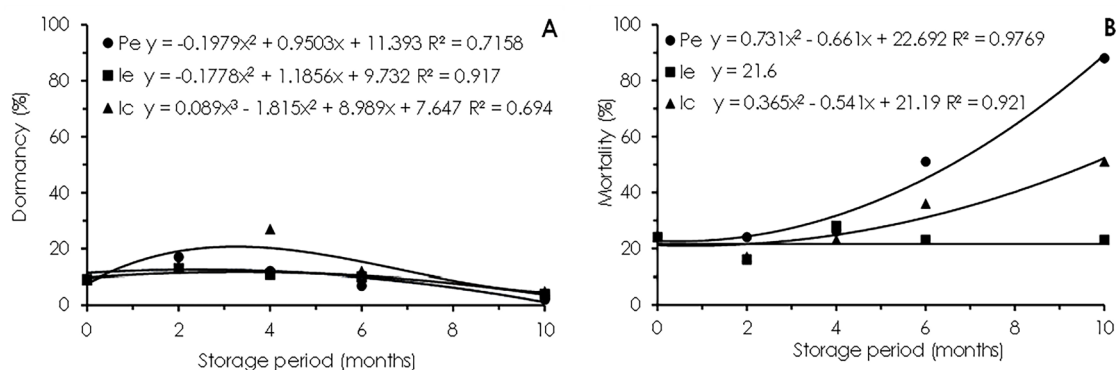 A
Pe y = -0.1979x² + 0.9503x + 11.393 R² = 0.7158
Ie y = -0.1778x² + 1.1856x + 9.732 R² = 0.917
Ic y = 0.089x³ - 1.815x² + 8.989x + 7.647 R² = 0.694
Dormancy (%)
100
80
60
40
20
0
0 2 4 6 8 10
Storage period (months)
B
Pe y = 0.731x² - 0.661x + 22.692 R² = 0.9769
Ie y = 21.6
Ic y = 0.365x² - 0.541x + 21.19 R² = 0.921
Mortality (%)
100
80
60
40
20
0
0 2 4 6 8 10
Storage period (months)